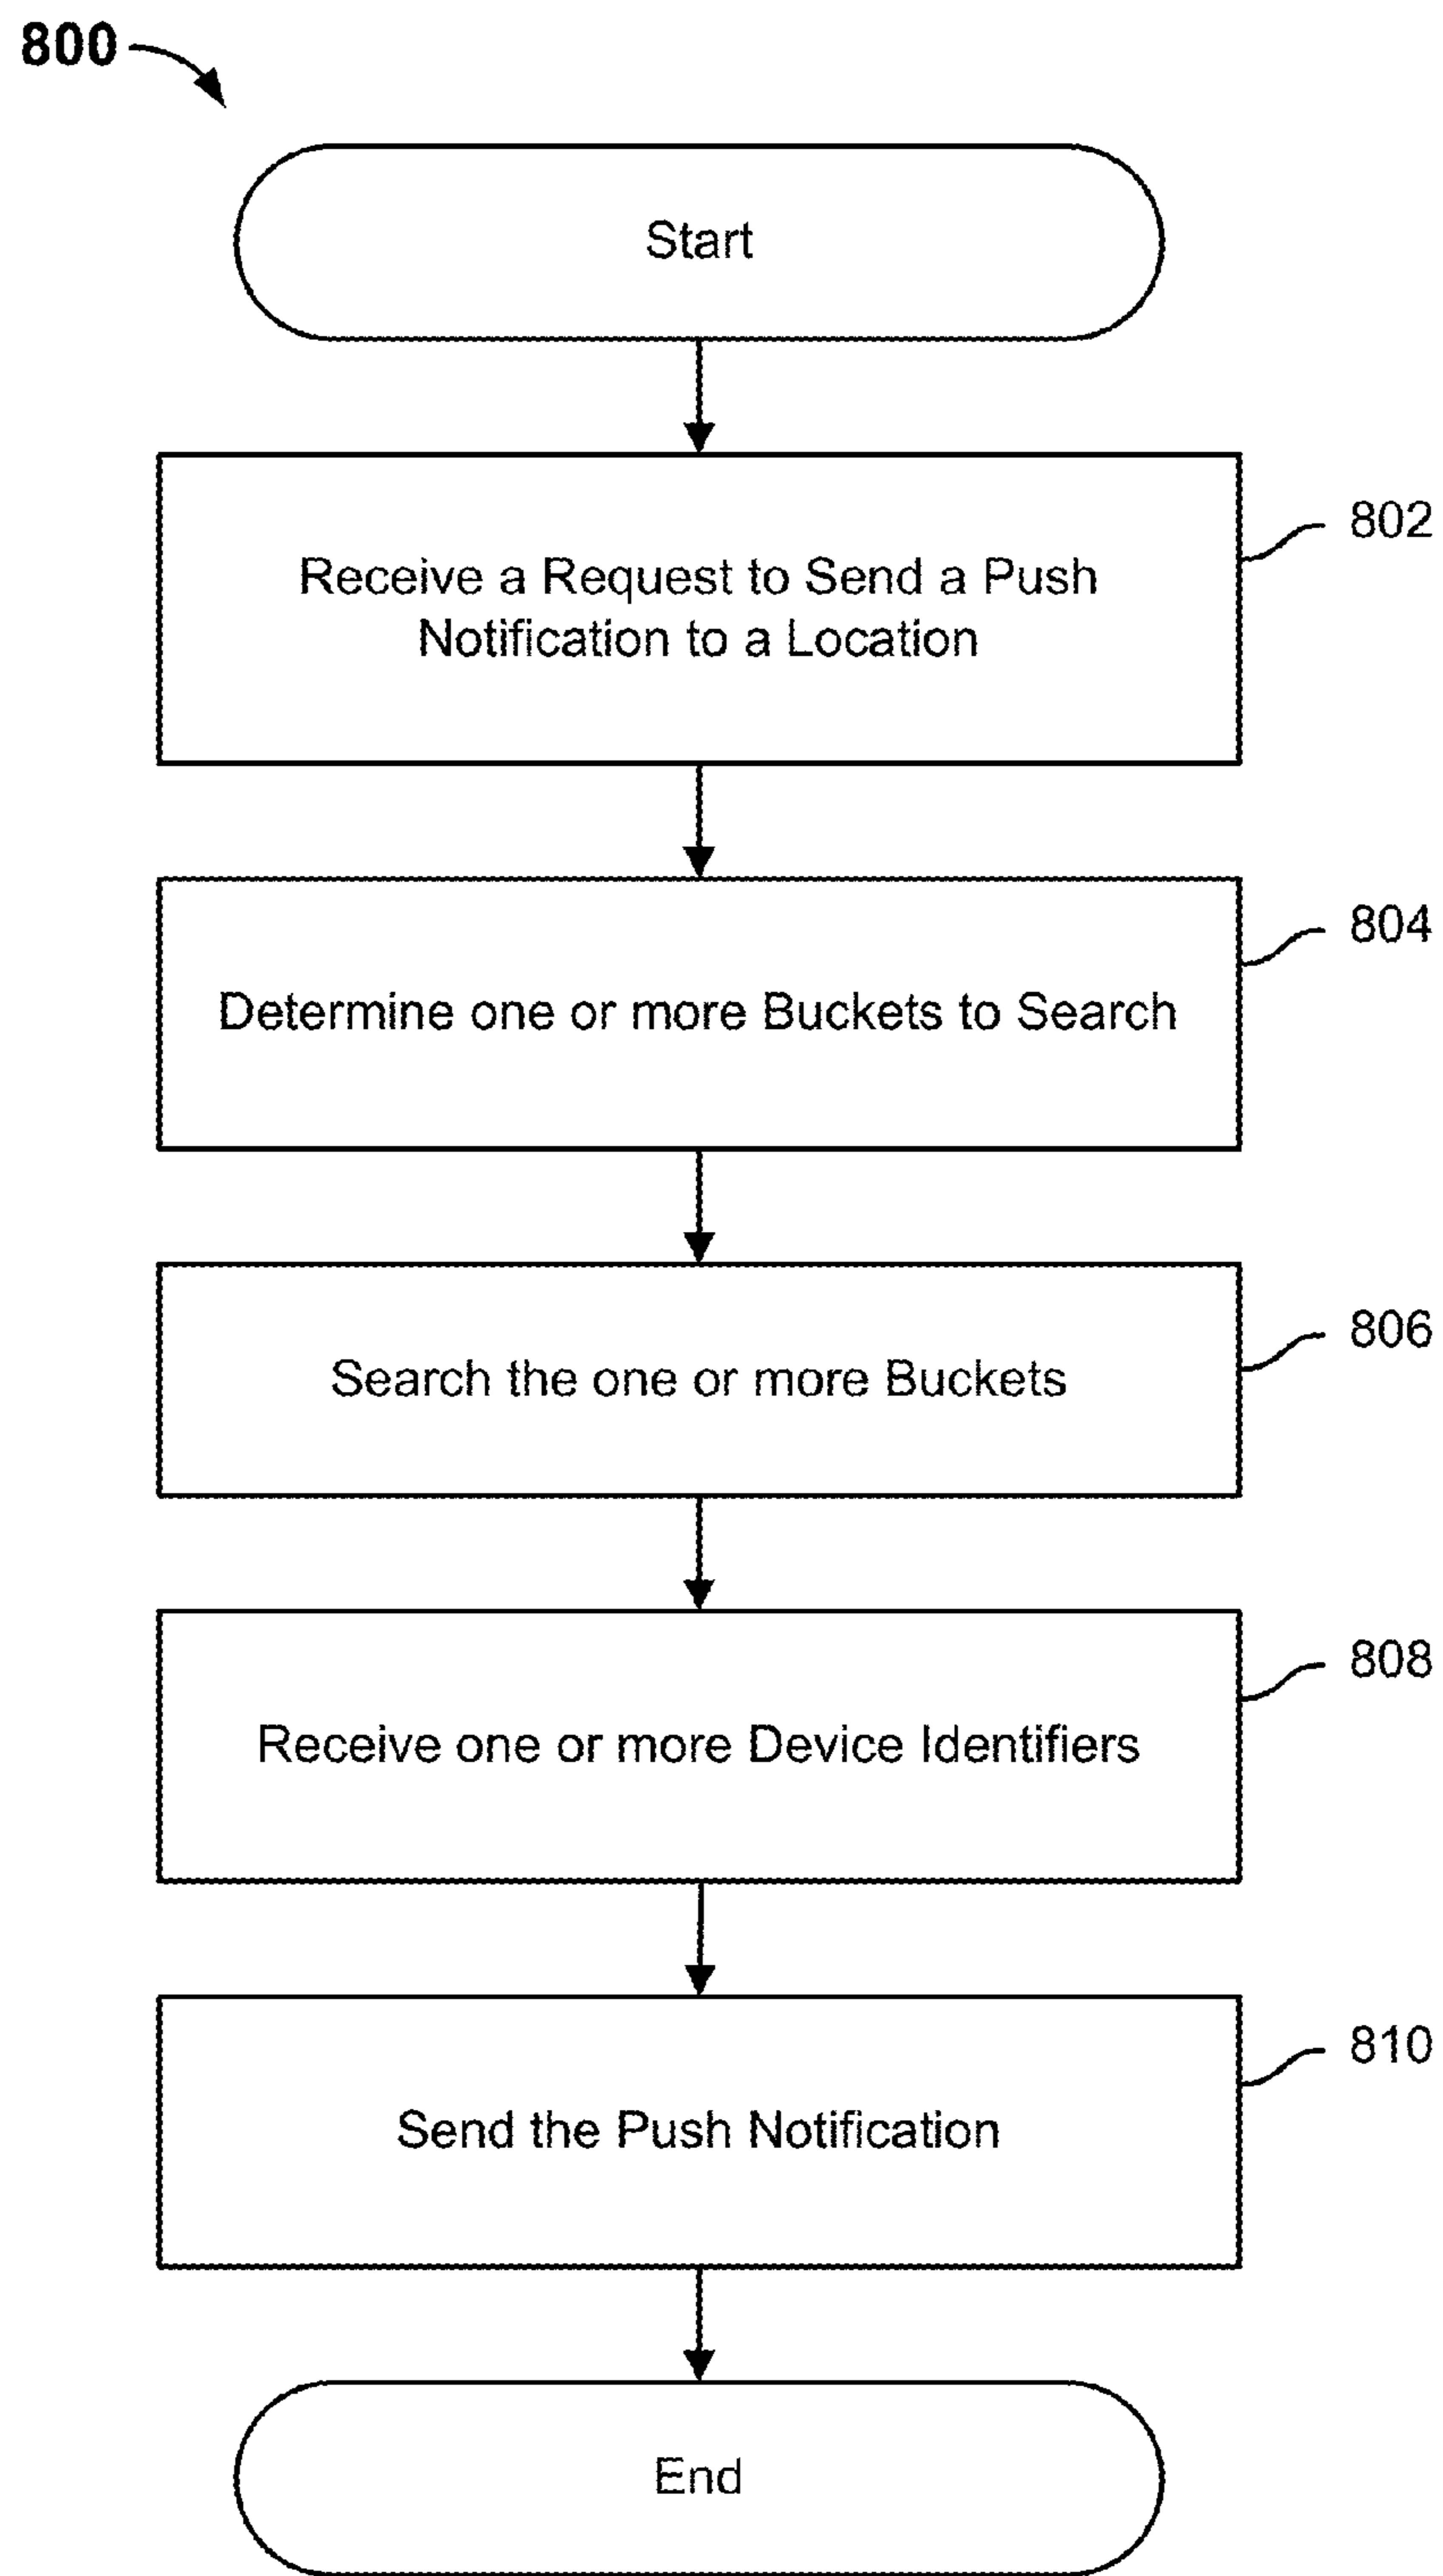 800
Start
Receive a Request to Send a Push
Notification to a Location
802
Determine one or more Buckets to Search
804
Search the one or more Buckets
806
Receive one or more Device Identifiers
808
Send the Push Notification
810
End